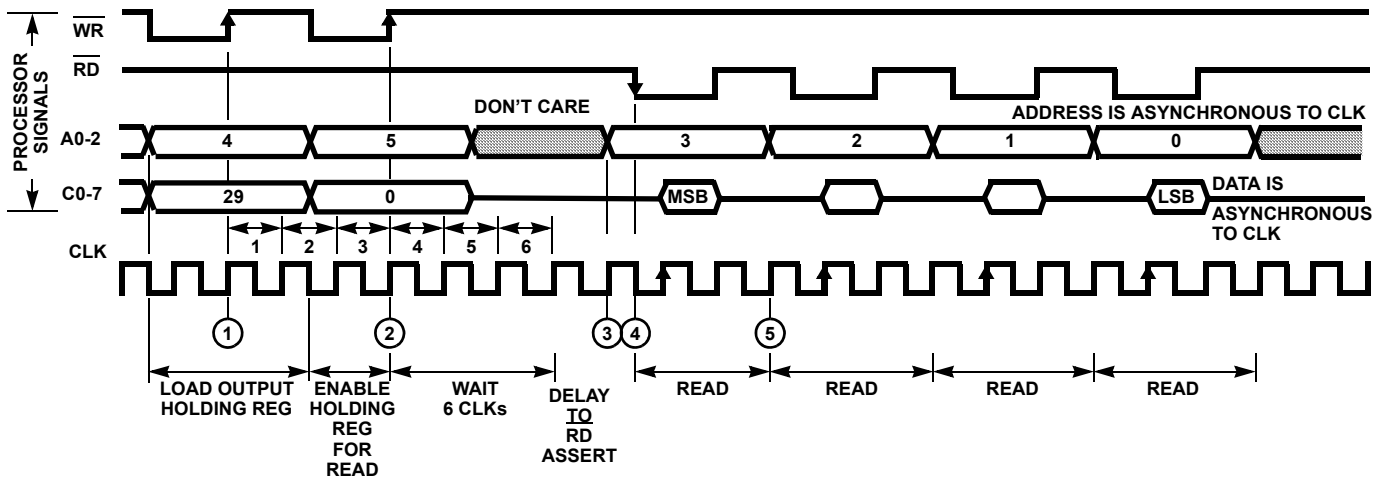 PROCESSOR
SIGNALS
WR
RD
DON'T CARE
ADDRESS IS ASYNCHRONOUS TO CLK
A0-2
4
5
3
2
1
0
C0-7
29
0
MSB
LSB
DATA IS
ASYNCHRONOUS
TO CLK
1
2
3
4
5
6
CLK
1
2
3
4
5
LOAD OUTPUT
HOLDING REG
ENABLE
HOLDING
REG
FOR
READ
WAIT
6 CLKs
DELAY
TO
RD
ASSERT
READ
READ
READ
READ